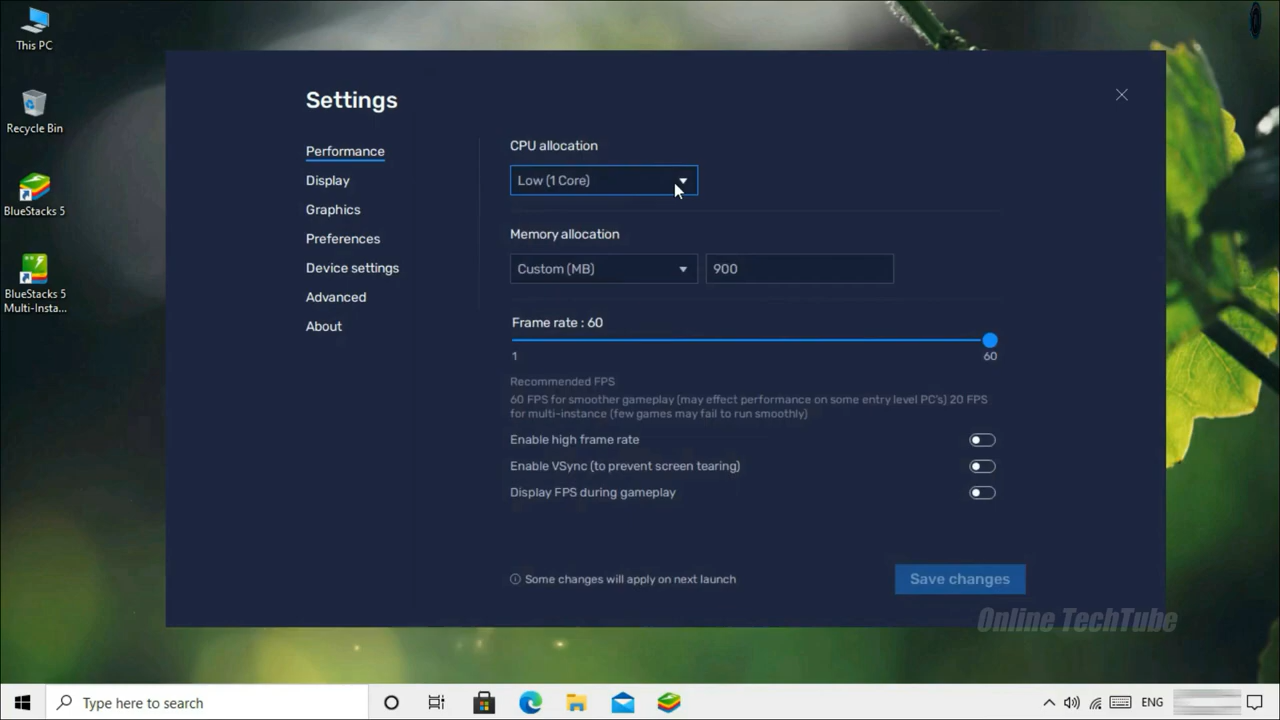 This PC
Recycle Bin
BlueStacks 5
BlueStacks 5
Multi-Insta...
Settings
Performance
Display
Graphics
Preferences
Device settings
Advanced
About
CPU allocation
Low (1 Core)
Memory allocation
Custom (MB)
900
Frame rate : 60
1
60
Recommended FPS
60 FPS for smoother gameplay (may effect performance on some entry level PC's) 20 FPS
for multi-instance (few games may fail to run smoothly)
Enable high frame rate
Enable VSync (to prevent screen tearing)
Display FPS during gameplay
Some changes will apply on next launch
Save changes
Online TechTube
Type here to search
ENG